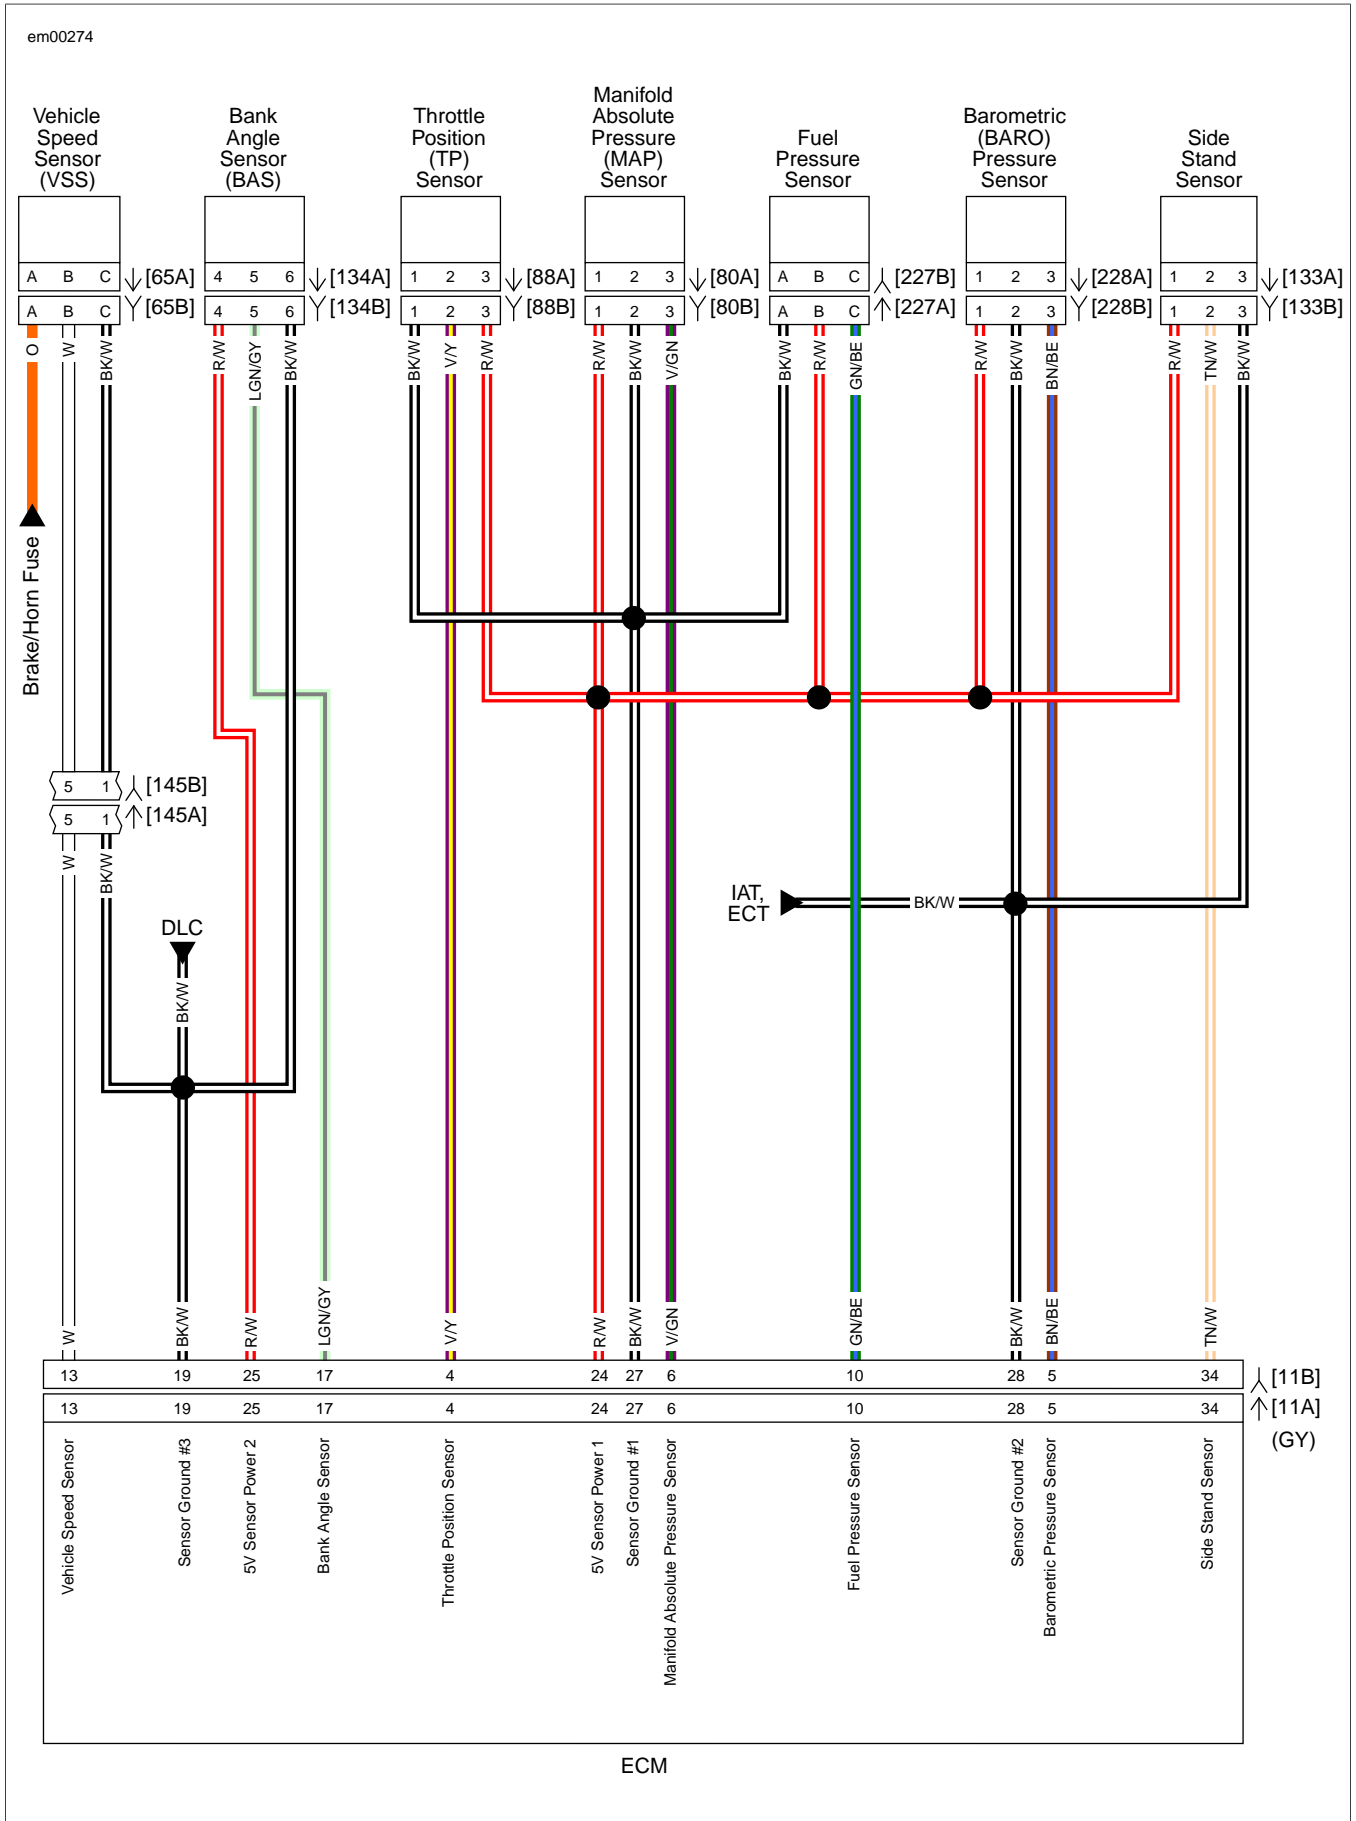 em00274
Vehicle
Speed
Sensor
(VSS)
Bank
Angle
Sensor
(BAS)
Throttle
Position
(TP)
Sensor
Manifold
Absolute
Pressure
(MAP)
Sensor
Fuel
Pressure
Sensor
Barometric
(BARO)
Pressure
Sensor
Side
Stand
Sensor
A B C [65A] 4 5 6 [134A] 1 2 3 [88A] 1 2 3 [80A] A B C [227B] 1 2 3 [228A] 1 2 3 [133A]
A B C [65B] 4 5 6 [134B] 1 2 3 [88B] 1 2 3 [80B] A B C [227A] 1 2 3 [228B] 1 2 3 [133B]
O W BK/W R/W LGN/GY BK/W BK/W V/Y R/W R/W BK/W V/GN BK/W R/W GN/BE R/W BK/W BN/BE R/W TN/W BK/W
Brake/Horn Fuse
5 1 [145B]
5 1 [145A]
W BK/W
DLC
BK/W
IAT,
ECT
BK/W
W BK/W R/W LGN/GY V/Y R/W BK/W V/GN GN/BE BK/W BN/BE TN/W
13 19 25 17 4 24 27 6 10 28 5 34 [11B]
13 19 25 17 4 24 27 6 10 28 5 34 [11A]
(GY)
Vehicle Speed Sensor
Sensor Ground #3
5V Sensor Power 2
Bank Angle Sensor
Throttle Position Sensor
5V Sensor Power 1
Sensor Ground #1
Manifold Absolute Pressure Sensor
Fuel Pressure Sensor
Sensor Ground #2
Barometric Pressure Sensor
Side Stand Sensor
ECM